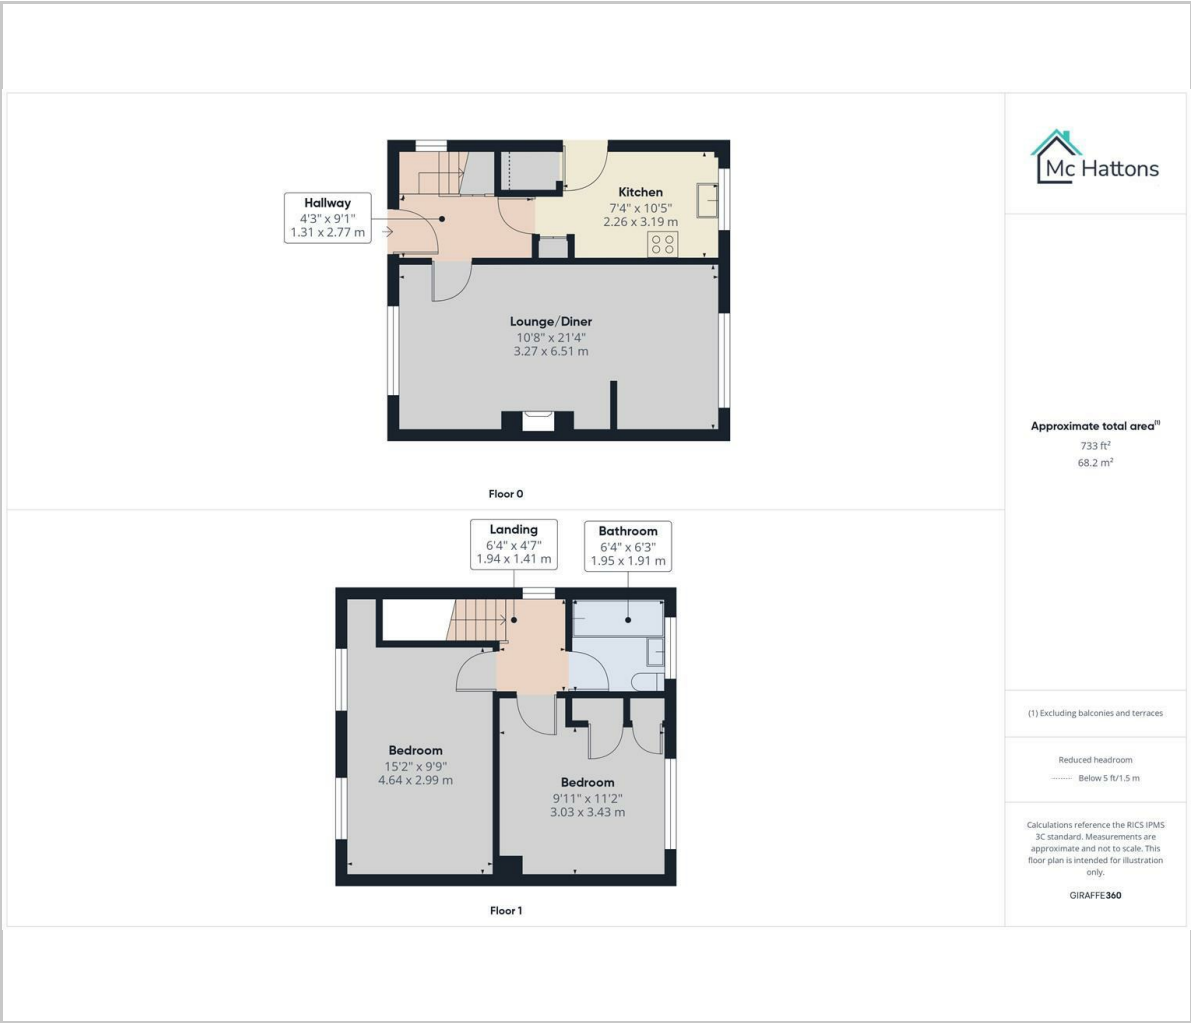 Hallway
4'3" x 9'1"
1.31 x 2.77 m
Kitchen
7'4" x 10'5"
2.26 x 3.19 m
Lounge/Diner
10'8" x 21'4"
3.27 x 6.51 m
Floor 0
Landing
6'4" x 4'7"
1.94 x 1.41 m
Bathroom
6'4" x 6'3"
1.95 x 1.91 m
Bedroom
15'2" x 9'9"
4.64 x 2.99 m
Bedroom
9'11" x 11'2"
3.03 x 3.43 m
Floor 1
Mc Hattons
Approximate total area⁽¹⁾
733 ft²
68.2 m²
(1) Excluding balconies and terraces
Reduced headroom
Below 5 ft/1.5 m
Calculations reference the RICS IPMS
3C standard. Measurements are
approximate and not to scale. This
floor plan is intended for illustration
only.
GIRAFFE360